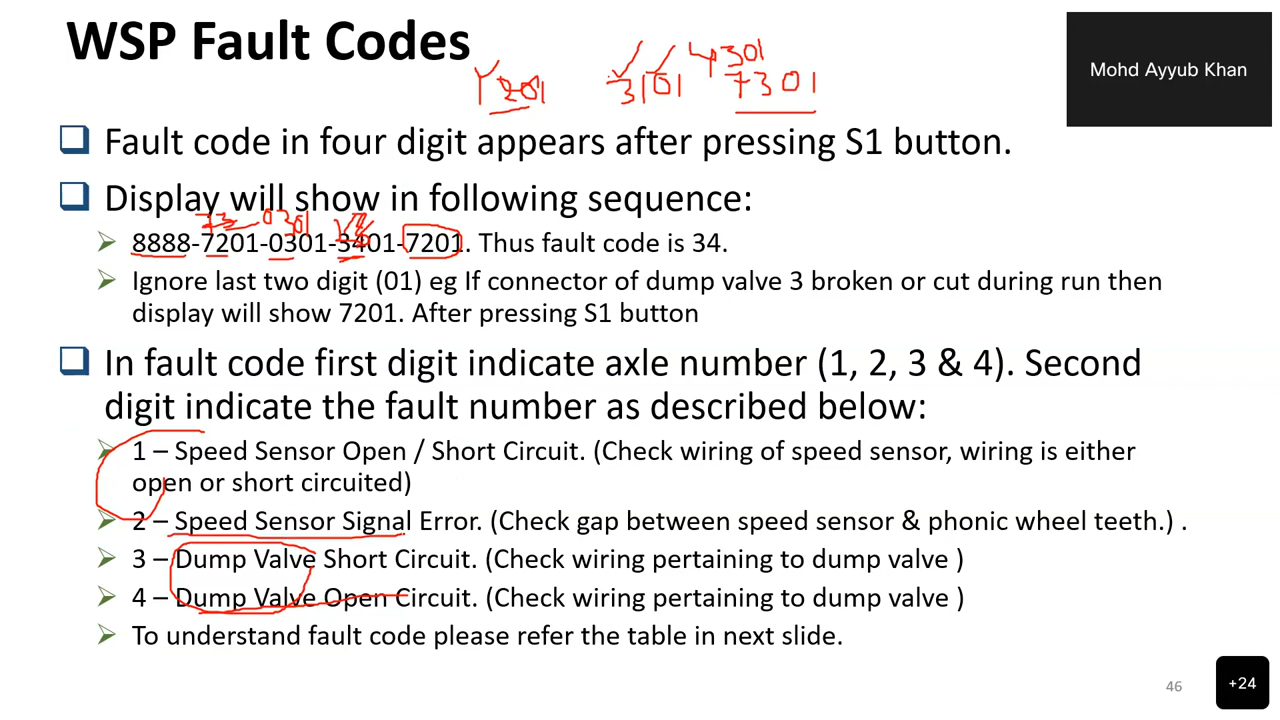 WSP Fault Codes
4301
3101 7301
Mohd Ayyub Khan
Fault code in four digit appears after pressing S1 button.
Display will show in following sequence:
0301
8888-7201-0301-3401-7201. Thus fault code is 34.
Ignore last two digit (01) eg If connector of dump valve 3 broken or cut during run then
display will show 7201. After pressing S1 button
In fault code first digit indicate axle number (1, 2, 3 & 4). Second
digit indicate the fault number as described below:
1 – Speed Sensor Open / Short Circuit. (Check wiring of speed sensor, wiring is either
open or short circuited)
2 – Speed Sensor Signal Error. (Check gap between speed sensor & phonic wheel teeth.) .
3 – Dump Valve Short Circuit. (Check wiring pertaining to dump valve )
4 – Dump Valve Open Circuit. (Check wiring pertaining to dump valve )
To understand fault code please refer the table in next slide.
46
+24